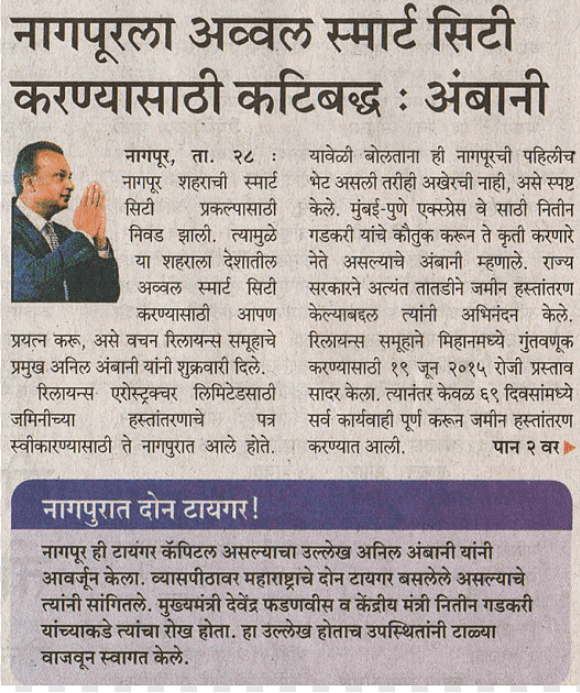 नागपूरला अव्वल स्मार्ट सिटी
करण्यासाठी कटिबद्ध : अंबानी
नागपूर, ता. २८ :
नागपूर शहराची स्मार्ट
सिटी प्रकल्पासाठी
निवड झाली. त्यामुळे
या शहराला देशातील
अव्वल स्मार्ट सिटी
करण्यासाठी आपण
प्रयत्न करू, असे वचन रिलायन्स समूहाचे
प्रमुख अनिल अंबानी यांनी शुक्रवारी दिले.
रिलायन्स एरोस्ट्रक्चर लिमिटेडसाठी
जमिनीच्या हस्तांतरणाचे पत्र
स्वीकारण्यासाठी ते नागपुरात आले होते.
यावेळी बोलताना ही नागपूरची पहिलीच
भेट असली तरीही अखेरची नाही, असे स्पष्ट
केले. मुंबई-पुणे एक्स्प्रेस वे साठी नितीन
गडकरी यांचे कौतुक करून ते कृती करणारे
नेते असल्याचे अंबानी म्हणाले. राज्य
सरकारने अत्यंत तातडीने जमीन हस्तांतरण
केल्याबद्दल त्यांनी अभिनंदन केले.
रिलायन्स समूहाने मिहानमध्ये गुंतवणूक
करण्यासाठी १९ जून २०१५ रोजी प्रस्ताव
सादर केला. त्यानंतर केवळ ६९ दिवसांमध्ये
सर्व कार्यवाही पूर्ण करून जमीन हस्तांतरण
करण्यात आली. पान २ वर
नागपुरात दोन टायगर!
नागपूर ही टायगर कॅपिटल असल्याचा उल्लेख अनिल अंबानी यांनी
आवर्जून केला. व्यासपीठावर महाराष्ट्राचे दोन टायगर बसलेले असल्याचे
त्यांनी सांगितले. मुख्यमंत्री देवेंद्र फडणवीस व केंद्रीय मंत्री नितीन गडकरी
यांच्याकडे त्यांचा रोख होता. हा उल्लेख होताच उपस्थितांनी टाळ्या
वाजवून स्वागत केले.